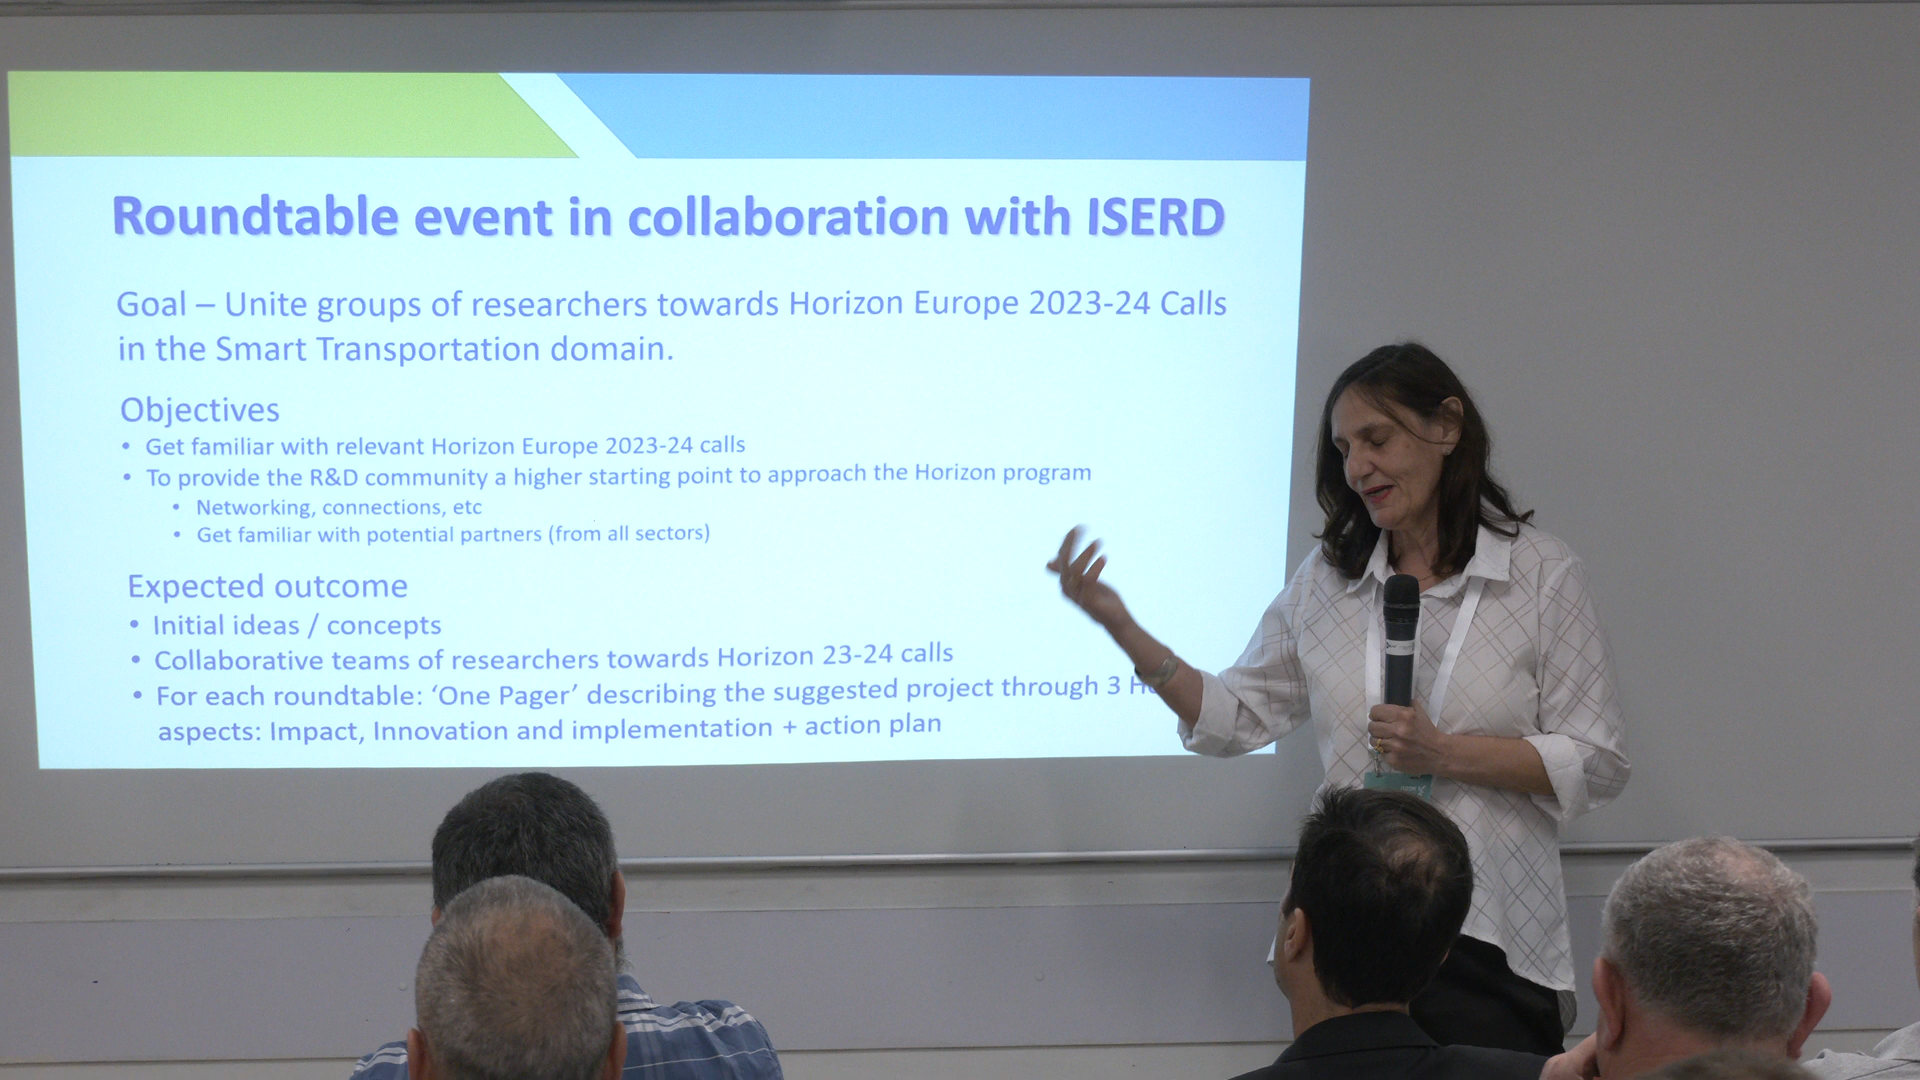 Roundtable event in collaboration with ISERD
Goal – Unite groups of researchers towards Horizon Europe 2023-24 Calls
in the Smart Transportation domain.
Objectives
• Get familiar with relevant Horizon Europe 2023-24 calls
• To provide the R&D community a higher starting point to approach the Horizon program
• Networking, connections, etc
• Get familiar with potential partners (from all sectors)
Expected outcome
• Initial ideas / concepts
• Collaborative teams of researchers towards Horizon 23-24 calls
• For each roundtable: ‘One Pager’ describing the suggested project through 3
aspects: Impact, Innovation and implementation + action plan